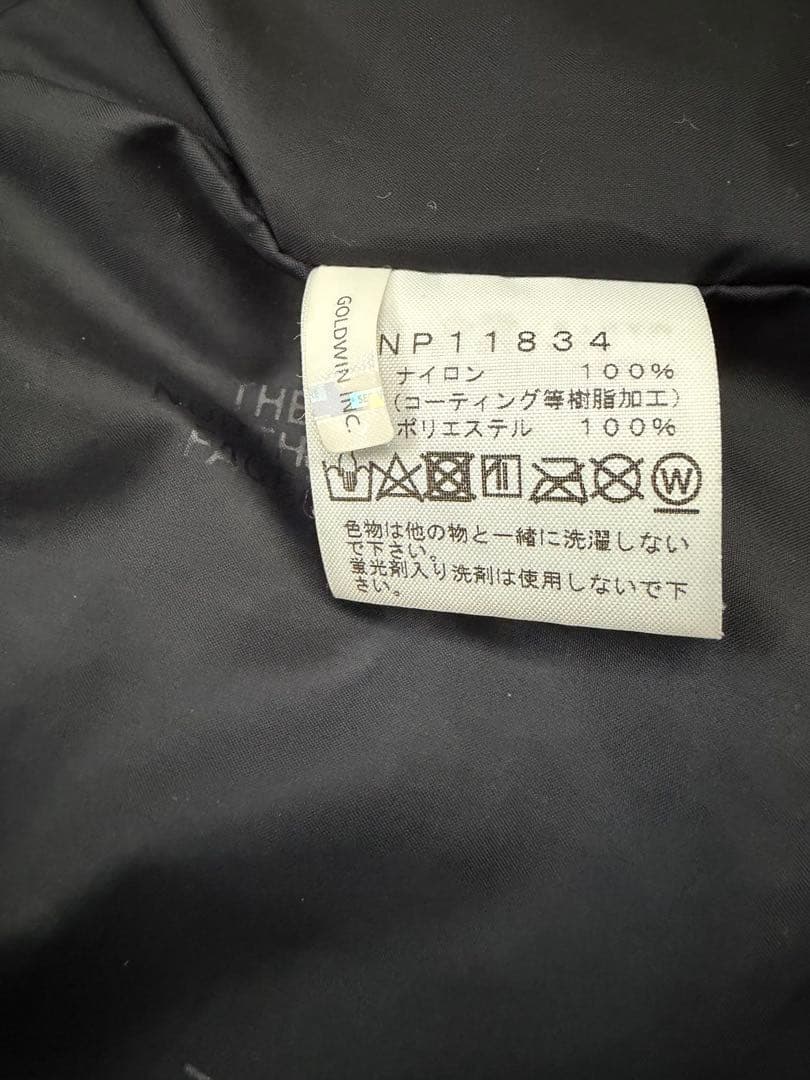 GOLDWIN INC.
NP11834
ナイロン 100%
(コーティング等樹脂加工)
ポリエステル 100%
W
色物は他の物と一緒に洗濯しない
で下さい。
蛍光剤入り洗剤は使用しないで下
さい。
THE